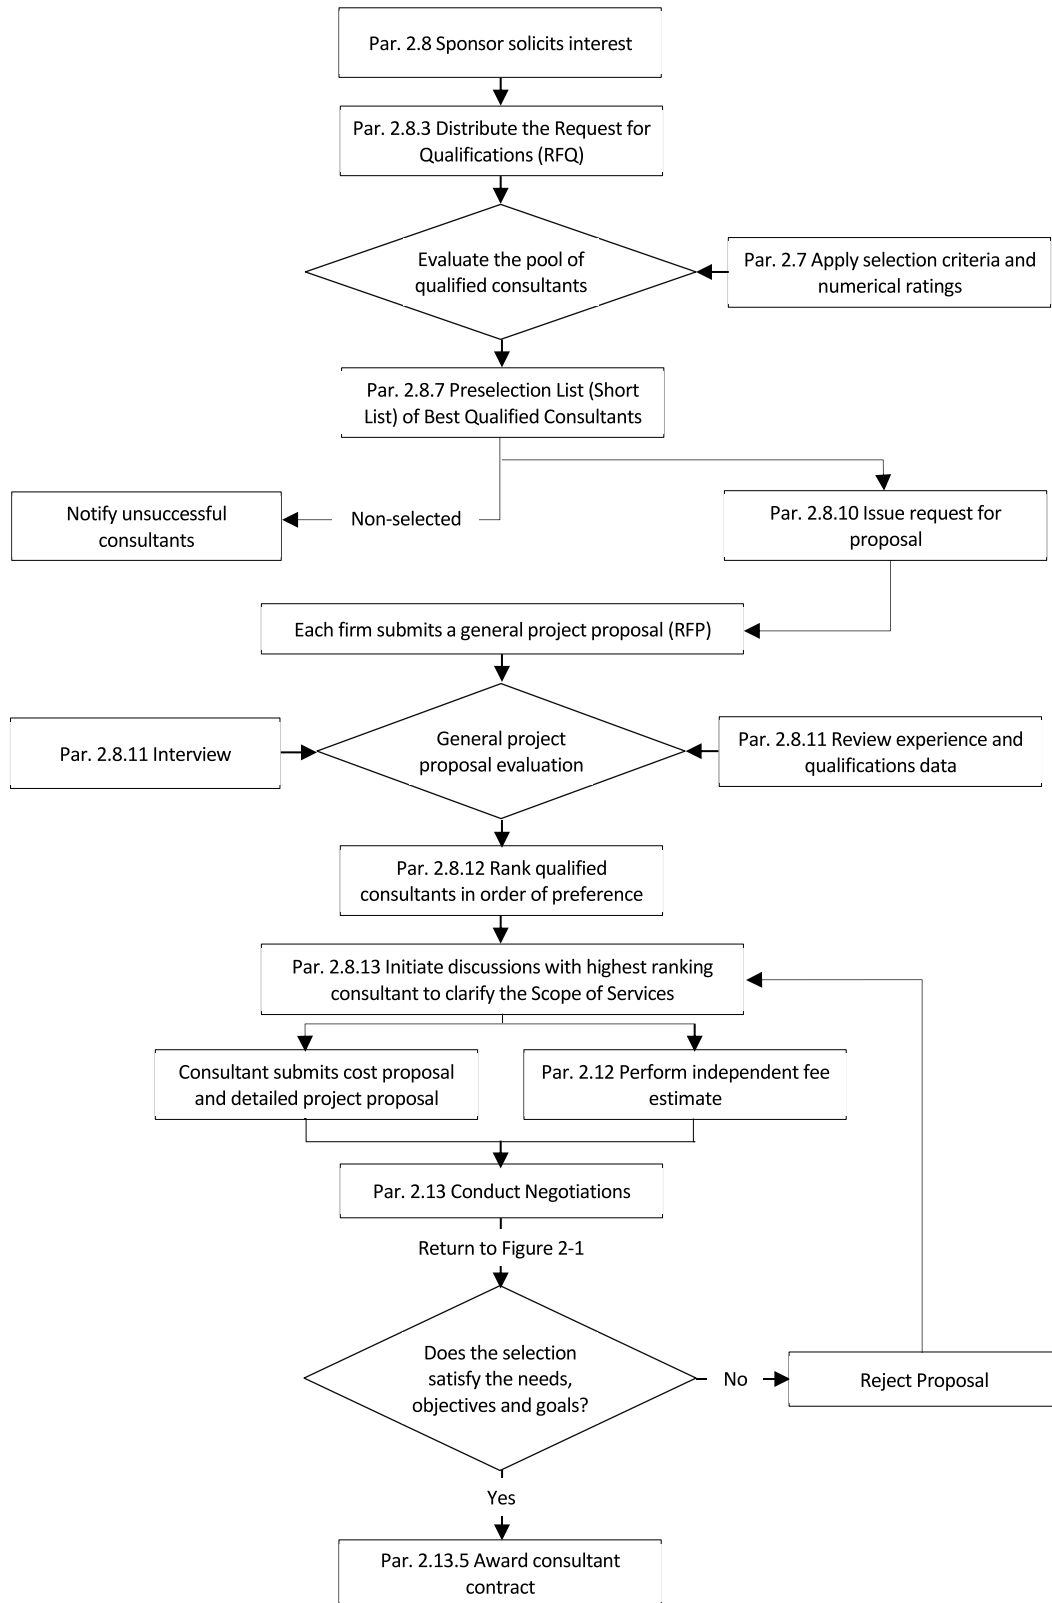 Par. 2.8 Sponsor solicits interest
Par. 2.8.3 Distribute the Request for
Qualifications (RFQ)
Evaluate the pool of
qualified consultants
Par. 2.7 Apply selection criteria and
numerical ratings
Par. 2.8.7 Preselection List (Short
List) of Best Qualified Consultants
Notify unsuccessful
consultants
Non-selected
Par. 2.8.10 Issue request for
proposal
Each firm submits a general project proposal (RFP)
Par. 2.8.11 Interview
General project
proposal evaluation
Par. 2.8.11 Review experience and
qualifications data
Par. 2.8.12 Rank qualified
consultants in order of preference
Par. 2.8.13 Initiate discussions with highest ranking
consultant to clarify the Scope of Services
Consultant submits cost proposal
and detailed project proposal
Par. 2.12 Perform independent fee
estimate
Par. 2.13 Conduct Negotiations
Return to Figure 2-1
Does the selection
satisfy the needs,
objectives and goals?
No
Reject Proposal
Yes
Par. 2.13.5 Award consultant
contract